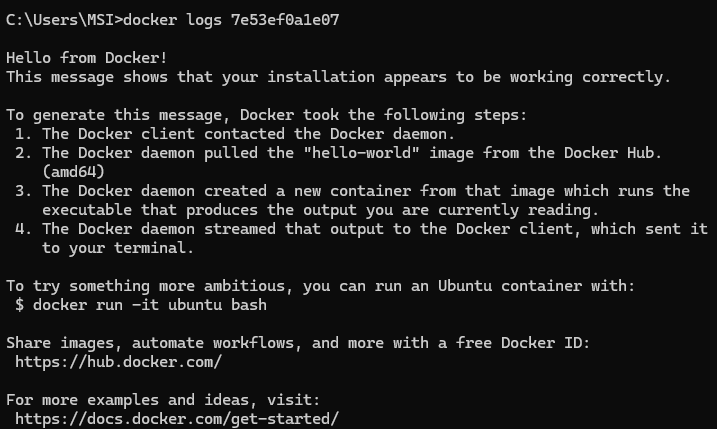 C:\Users\MSI>docker logs 7e53ef0a1e07
Hello from Docker!
This message shows that your installation appears to be working correctly.
To generate this message, Docker took the following steps:
1. The Docker client contacted the Docker daemon.
2. The Docker daemon pulled the "hello-world" image from the Docker Hub.
(amd64)
3. The Docker daemon created a new container from that image which runs the
executable that produces the output you are currently reading.
4. The Docker daemon streamed that output to the Docker client, which sent it
to your terminal.
To try something more ambitious, you can run an Ubuntu container with:
$ docker run -it ubuntu bash
Share images, automate workflows, and more with a free Docker ID:
https://hub.docker.com/
For more examples and ideas, visit:
https://docs.docker.com/get-started/